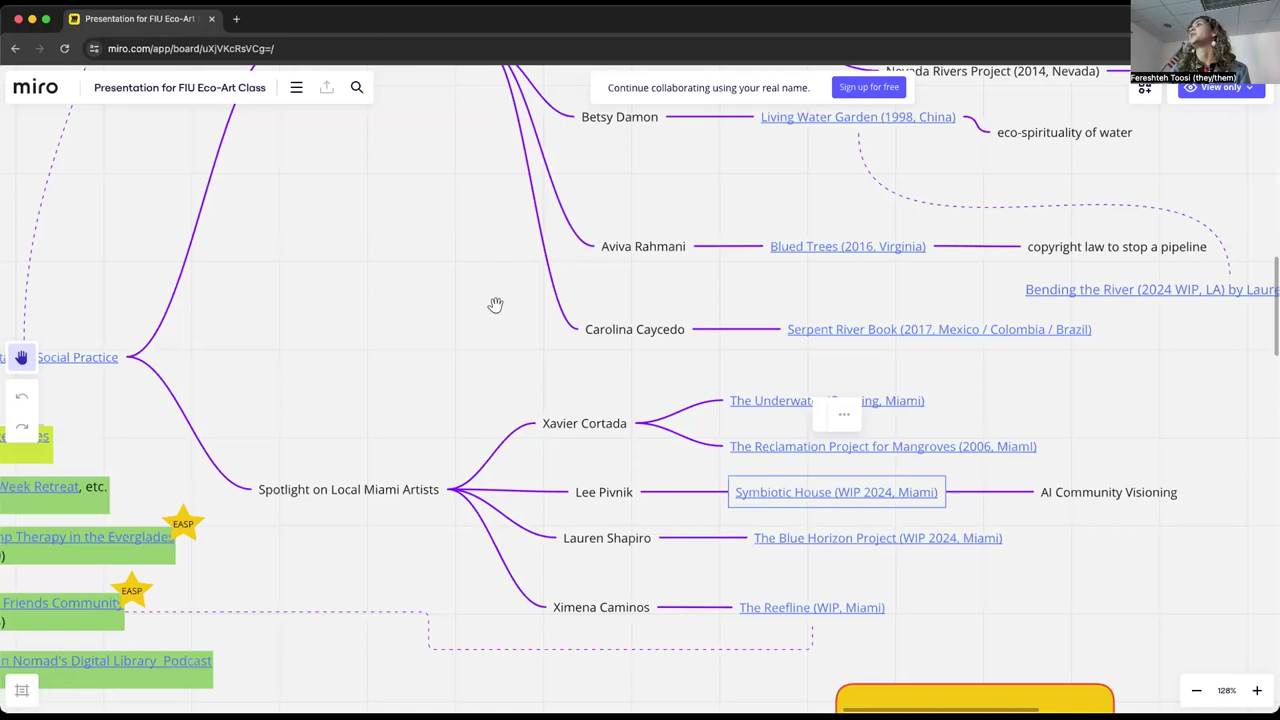 Presentation for FIU Eco-Art
miro.com/app/board/uXjVKcRsVCg=/
Fereshteh Toosi (they/them)
miro
Presentation for FIU Eco-Art Class
Continue collaborating using your real name.
Sign up for free
View only
Nevada Rivers Project (2014, Nevada)
Betsy Damon
Living Water Garden (1998, China)
eco-spirituality of water
Aviva Rahmani
Blued Trees (2016, Virginia)
copyright law to stop a pipeline
Bending the River (2024 WIP, LA) by Laure
Carolina Caycedo
Serpent River Book (2017, Mexico / Colombia / Brazil)
Social Practice
Xavier Cortada
The Underwate
ing, Miami)
The Reclamation Project for Mangroves (2006, Miami)
Spotlight on Local Miami Artists
Lee Pivnik
Symbiotic House (WIP 2024, Miami)
AI Community Visioning
Week Retreat, etc.
EASP
mp Therapy in the Everglades
)
Lauren Shapiro
The Blue Horizon Project (WIP 2024, Miami)
EASP
Friends Community
)
Ximena Caminos
The Reefline (WIP, Miami)
n Nomad's Digital Library Podcast
128%